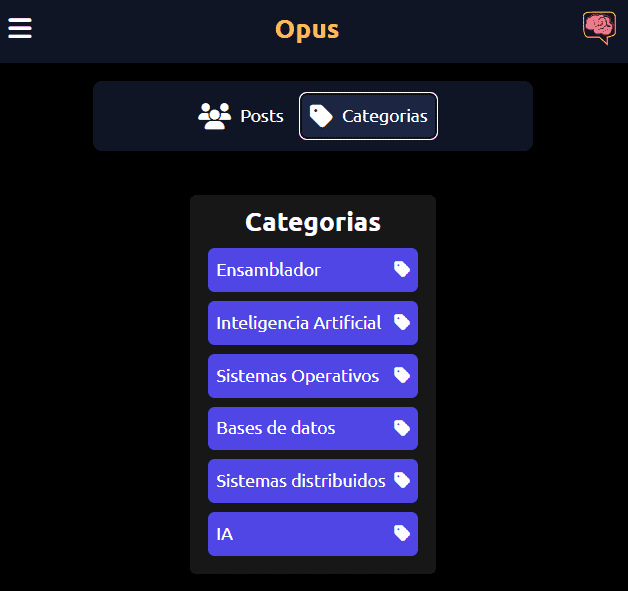 Opus
Posts
Categorias
Categorias
Ensamblador
Inteligencia Artificial
Sistemas Operativos
Bases de datos
Sistemas distribuidos
IA